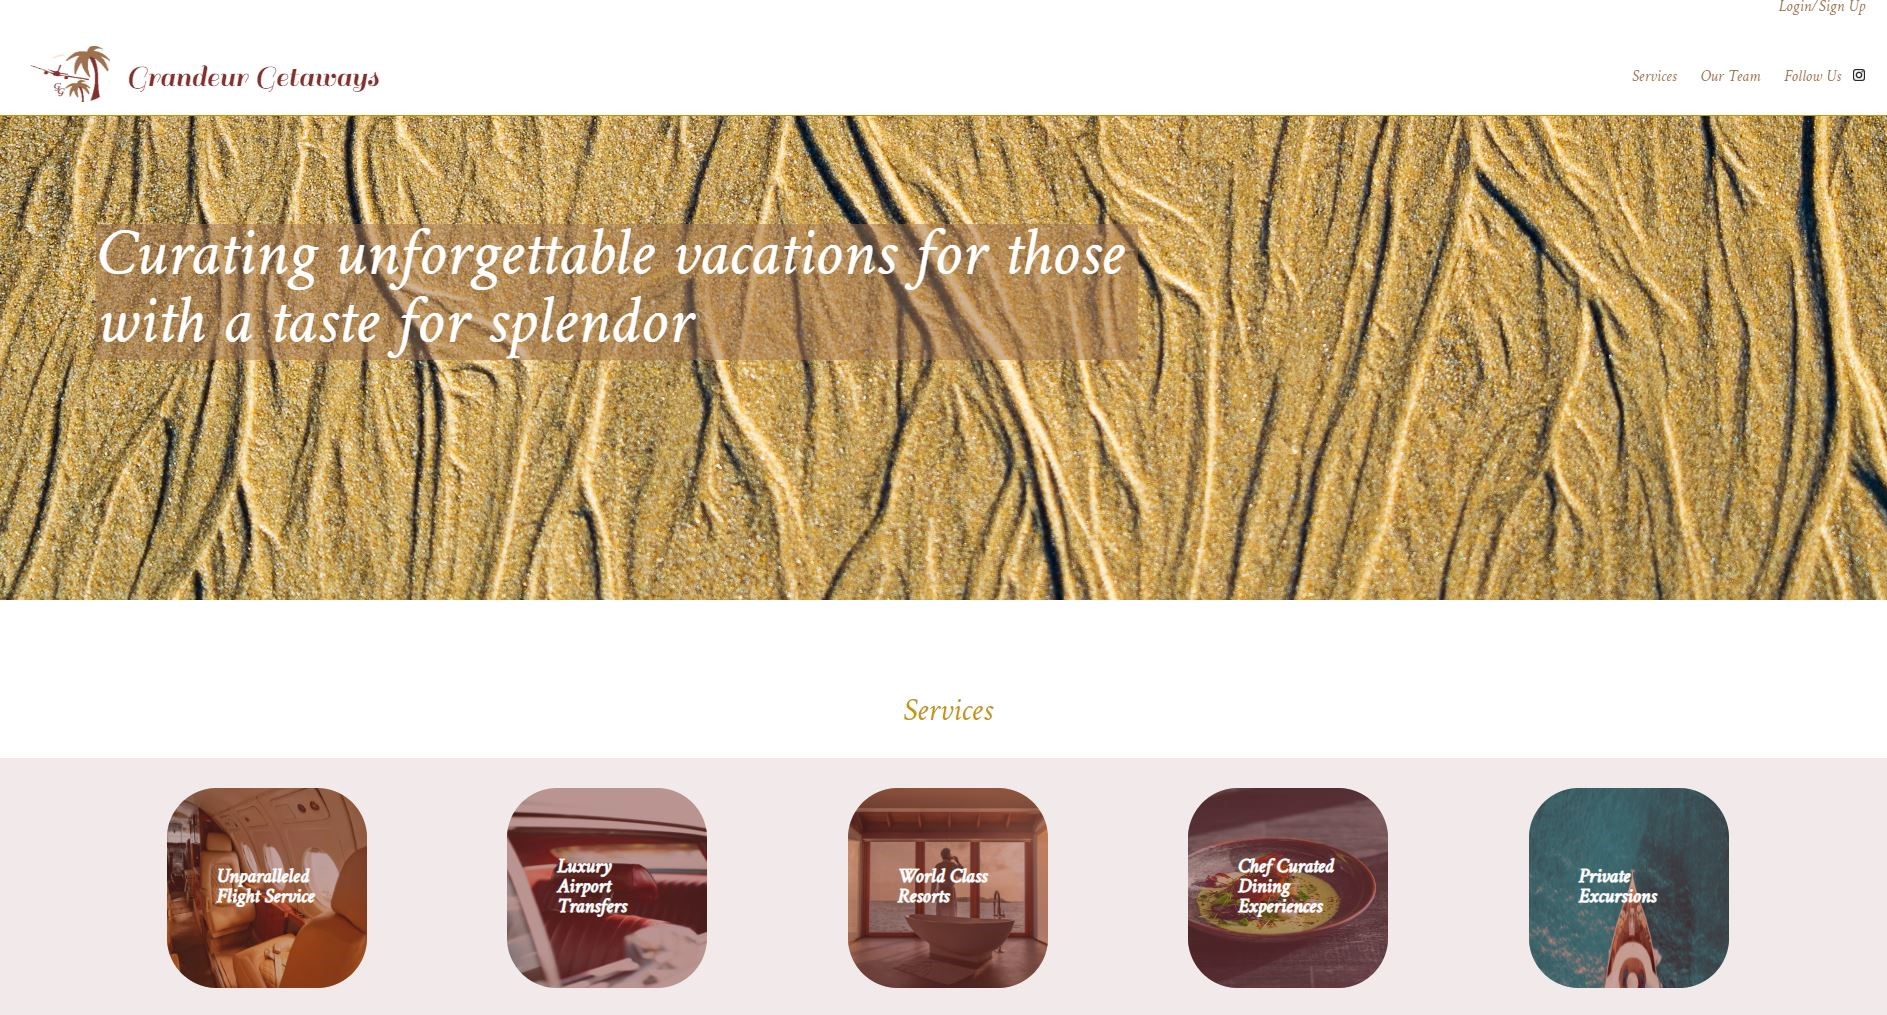 Login/Sign Up
Grandeur Getaways
Services Our Team Follow Us
Curating unforgettable vacations for those
with a taste for splendor
Services
Unparalleled
Flight Service
Luxury
Airport
Transfers
World Class
Resorts
Chef Curated
Dining
Experiences
Private
Excursions